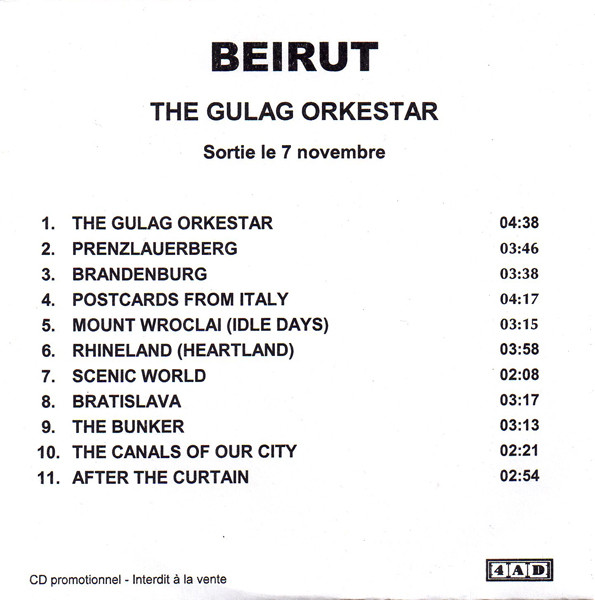 BEIRUT
THE GULAG ORKESTAR
Sortie le 7 novembre
1. THE GULAG ORKESTAR 04:38
2. PRENZLAUERBERG 03:46
3. BRANDENBURG 03:38
4. POSTCARDS FROM ITALY 04:17
5. MOUNT WROCLAI (IDLE DAYS) 03:15
6. RHINELAND (HEARTLAND) 03:58
7. SCENIC WORLD 02:08
8. BRATISLAVA 03:17
9. THE BUNKER 03:13
10. THE CANALS OF OUR CITY 02:21
11. AFTER THE CURTAIN 02:54
CD promotionnel - Interdit à la vente
4AD